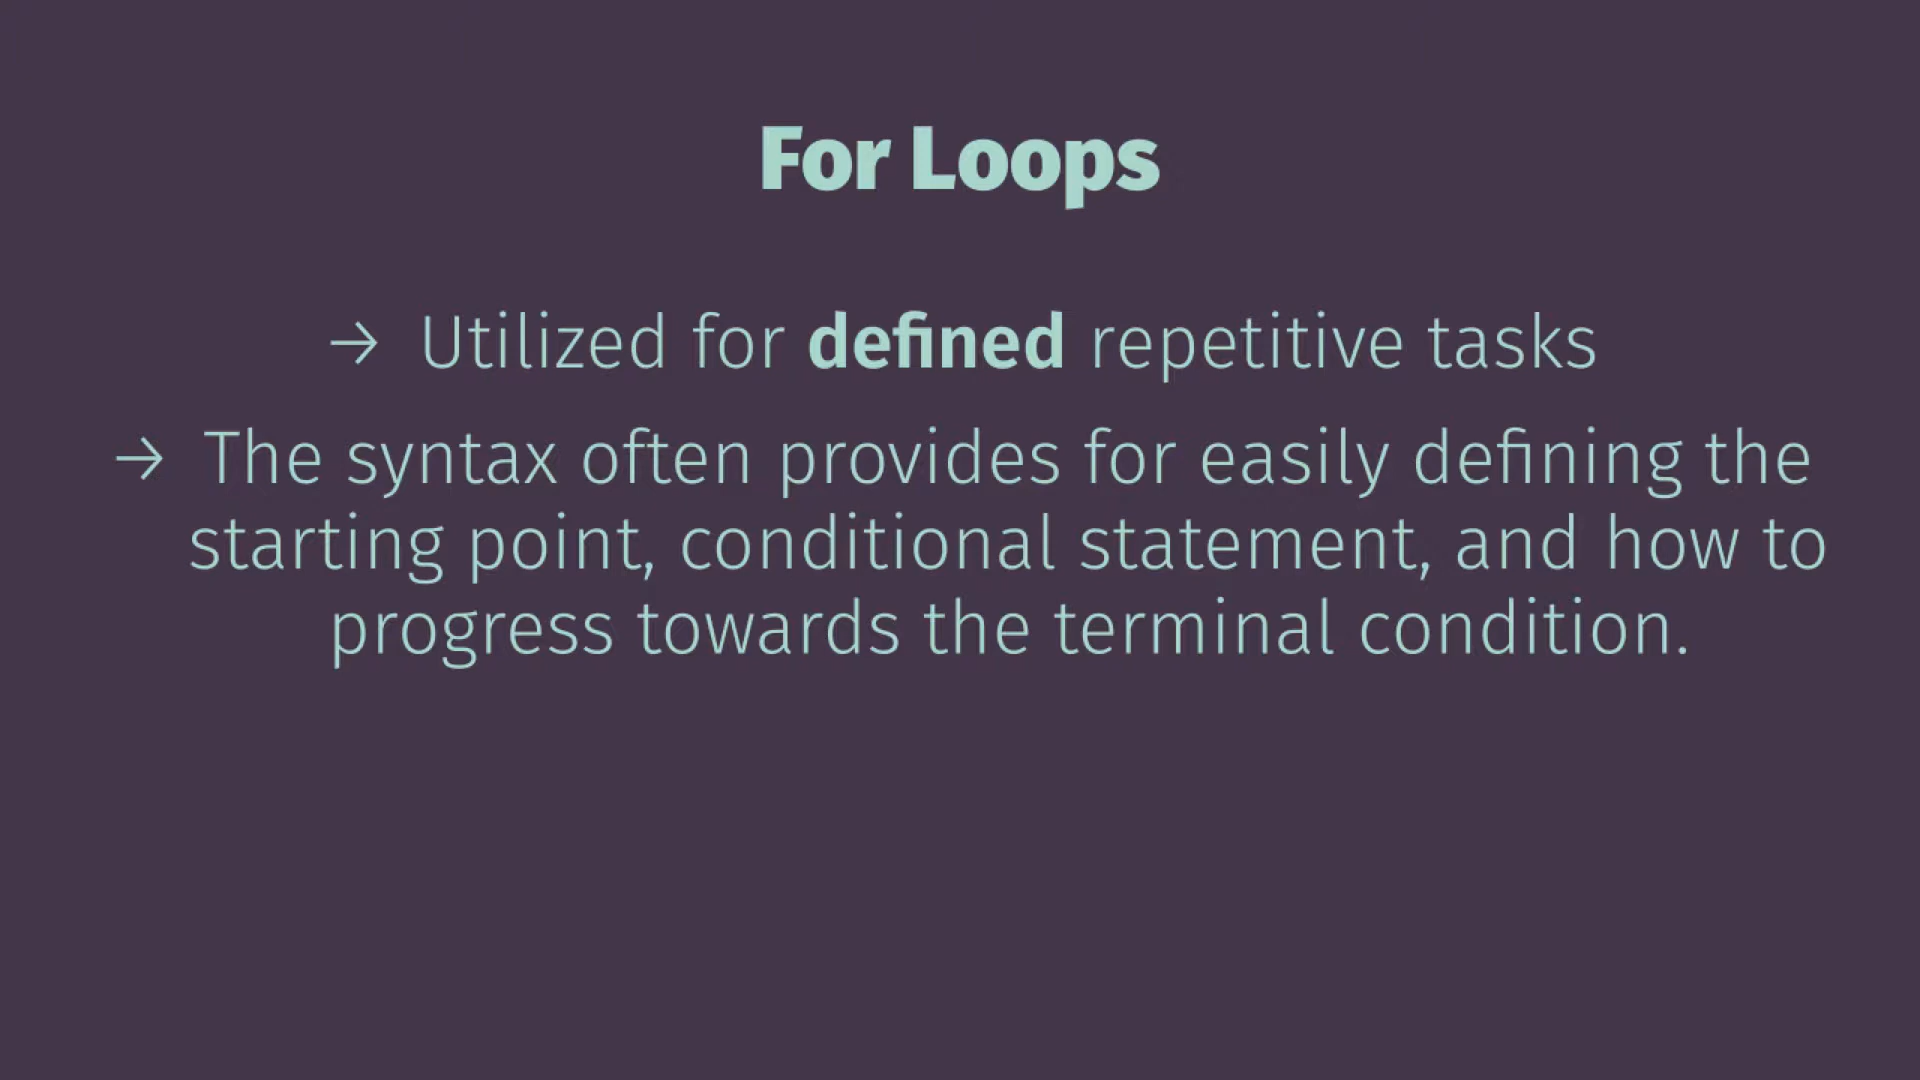 For Loops
→ Utilized for defined repetitive tasks
→ The syntax often provides for easily defining the
starting point, conditional statement, and how to
progress towards the terminal condition.